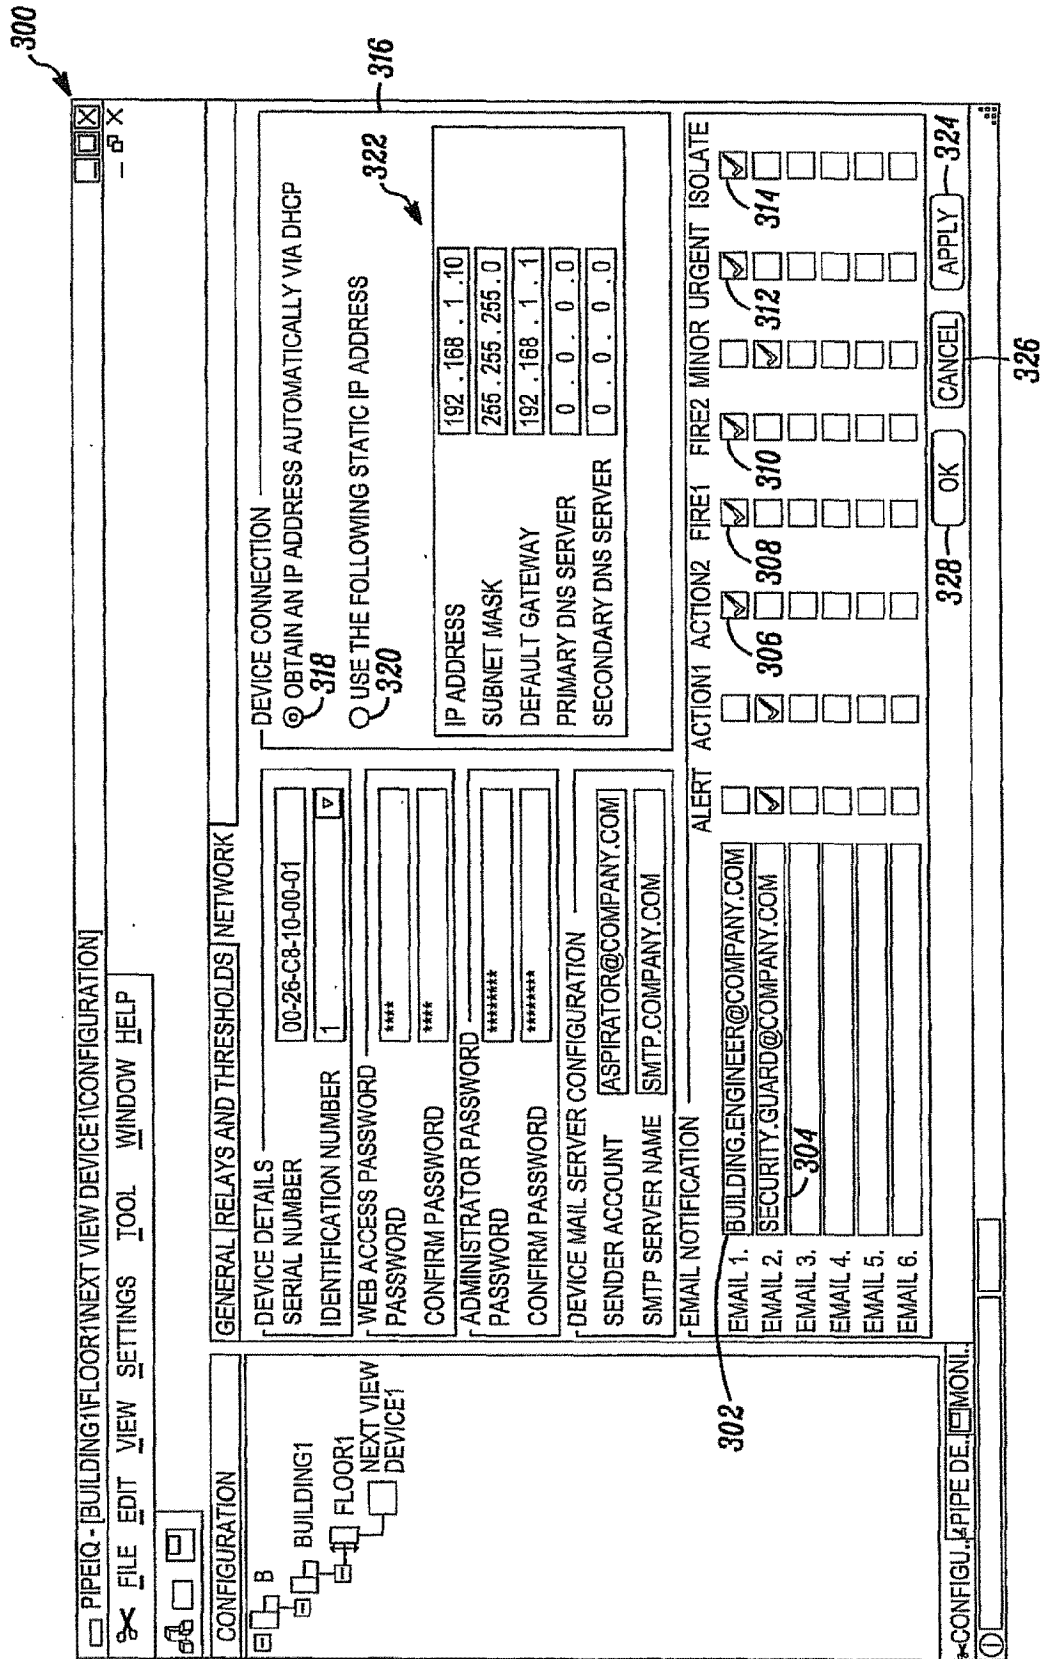 300
PIPEIQ - [BUILDING1\FLOOR1\NEXT VIEW DEVICE1\CONFIGURATION]
FILE EDIT VIEW SETTINGS TOOL WINDOW HELP
CONFIGURATION
B
BUILDING1
FLOOR1
NEXT VIEW
DEVICE1
GENERAL RELAYS AND THRESHOLDS NETWORK
DEVICE DETAILS
SERIAL NUMBER 00-26-C8-10-00-01
IDENTIFICATION NUMBER 1
WEB ACCESS PASSWORD
PASSWORD ****
CONFIRM PASSWORD ****
ADMINISTRATOR PASSWORD
PASSWORD ********
CONFIRM PASSWORD ********
DEVICE MAIL SERVER CONFIGURATION
SENDER ACCOUNT ASPIRATOR@COMPANY.COM
SMTP SERVER NAME SMTP.COMPANY.COM
DEVICE CONNECTION
316
OBTAIN AN IP ADDRESS AUTOMATICALLY VIA DHCP
318
USE THE FOLLOWING STATIC IP ADDRESS
320
322
IP ADDRESS 192 . 168 . 1 . 10
SUBNET MASK 255 . 255 . 255 . 0
DEFAULT GATEWAY 192 . 168 . 1 . 1
PRIMARY DNS SERVER 0 . 0 . 0 . 0
SECONDARY DNS SERVER 0 . 0 . 0 . 0
EMAIL NOTIFICATION
ALERT ACTION1 ACTION2 FIRE1 FIRE2 MINOR URGENT ISOLATE
EMAIL 1. BUILDING.ENGINEER@COMPANY.COM
302
306 308 310 312 314
EMAIL 2. SECURITY.GUARD@COMPANY.COM
304
EMAIL 3.
EMAIL 4.
EMAIL 5.
EMAIL 6.
328 OK CANCEL APPLY 324
326
CONFIGU.. PIPE DE.. MONI..